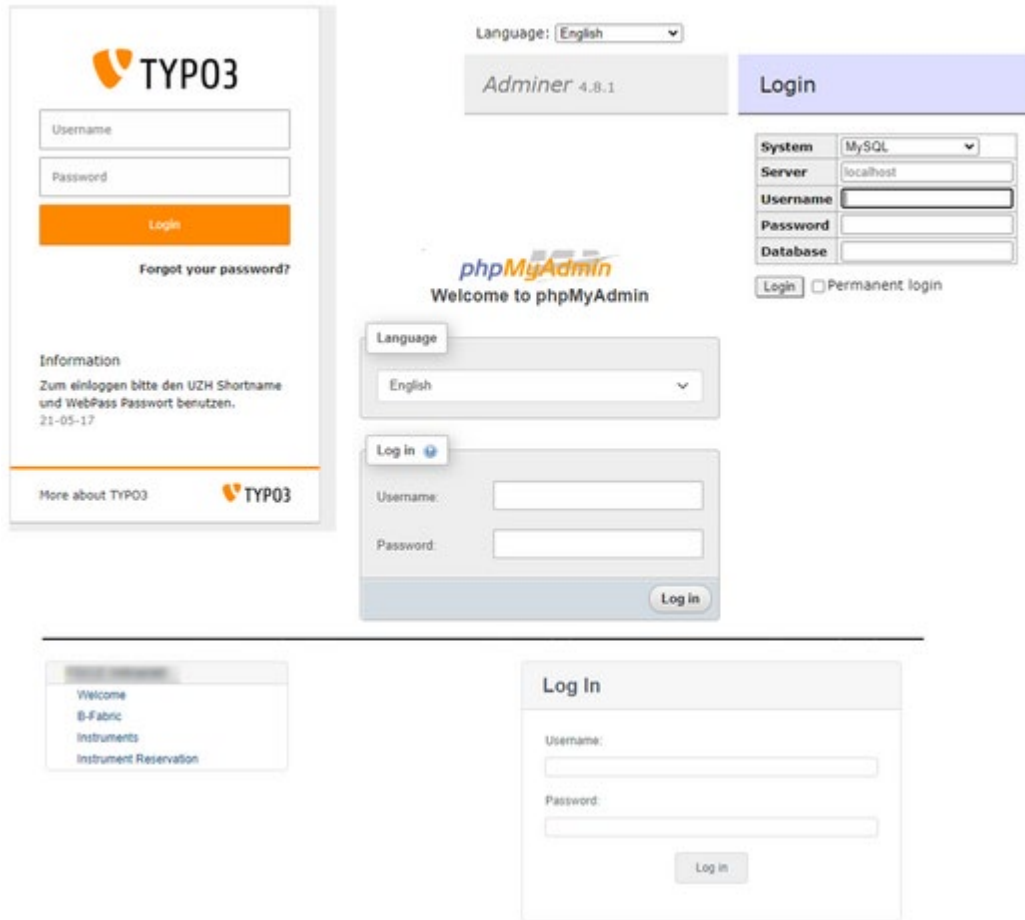 TYPO3
Username
Password
Login
Forgot your password?
Information
Zum einloggen bitte den UZH Shortname
und WebPass Passwort benutzen.
21-05-17
More about TYPO3
TYPO3
Language: English
Adminer 4.8.1
Login
System MySQL
Server localhost
Username
Password
Database
Login Permanent login
phpMyAdmin
Welcome to phpMyAdmin
Language
English
Log in
Username:
Password:
Log in
Welcome
B-Fabric
Instruments
Instrument Reservation
Log In
Username:
Password:
Log in